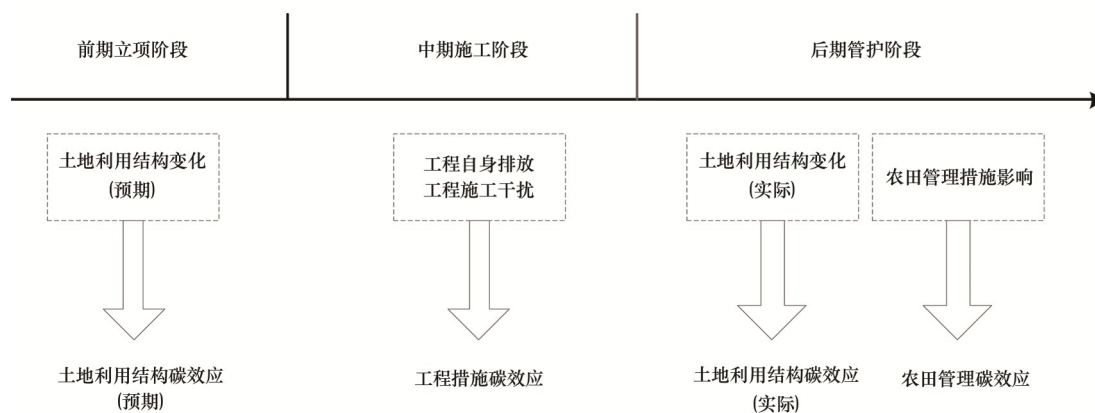 前期立项阶段
中期施工阶段
后期管护阶段
土地利用结构变化
(预期)
工程自身排放
工程施工干扰
土地利用结构变化
(实际)
农田管理措施影响
土地利用结构碳效应
(预期)
工程措施碳效应
土地利用结构碳效应
(实际)
农田管理碳效应